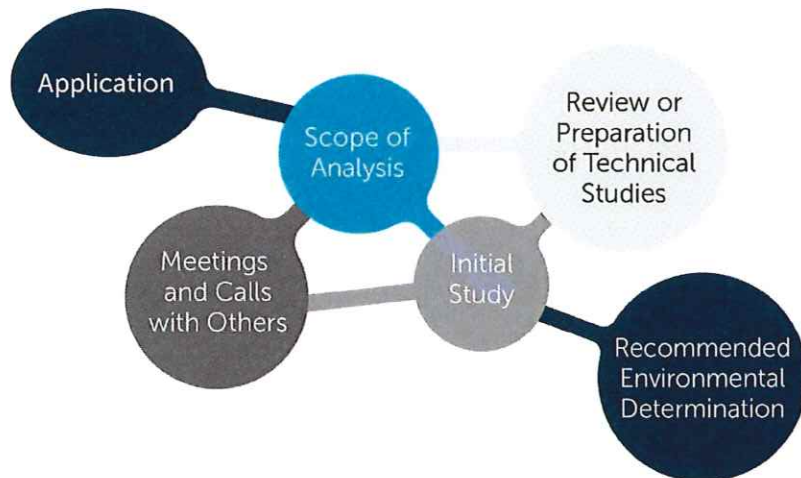 Application
Scope of
Analysis
Review or
Preparation
of Technical
Studies
Meetings
and Calls
with Others
Initial
Study
Recommended
Environmental
Determination